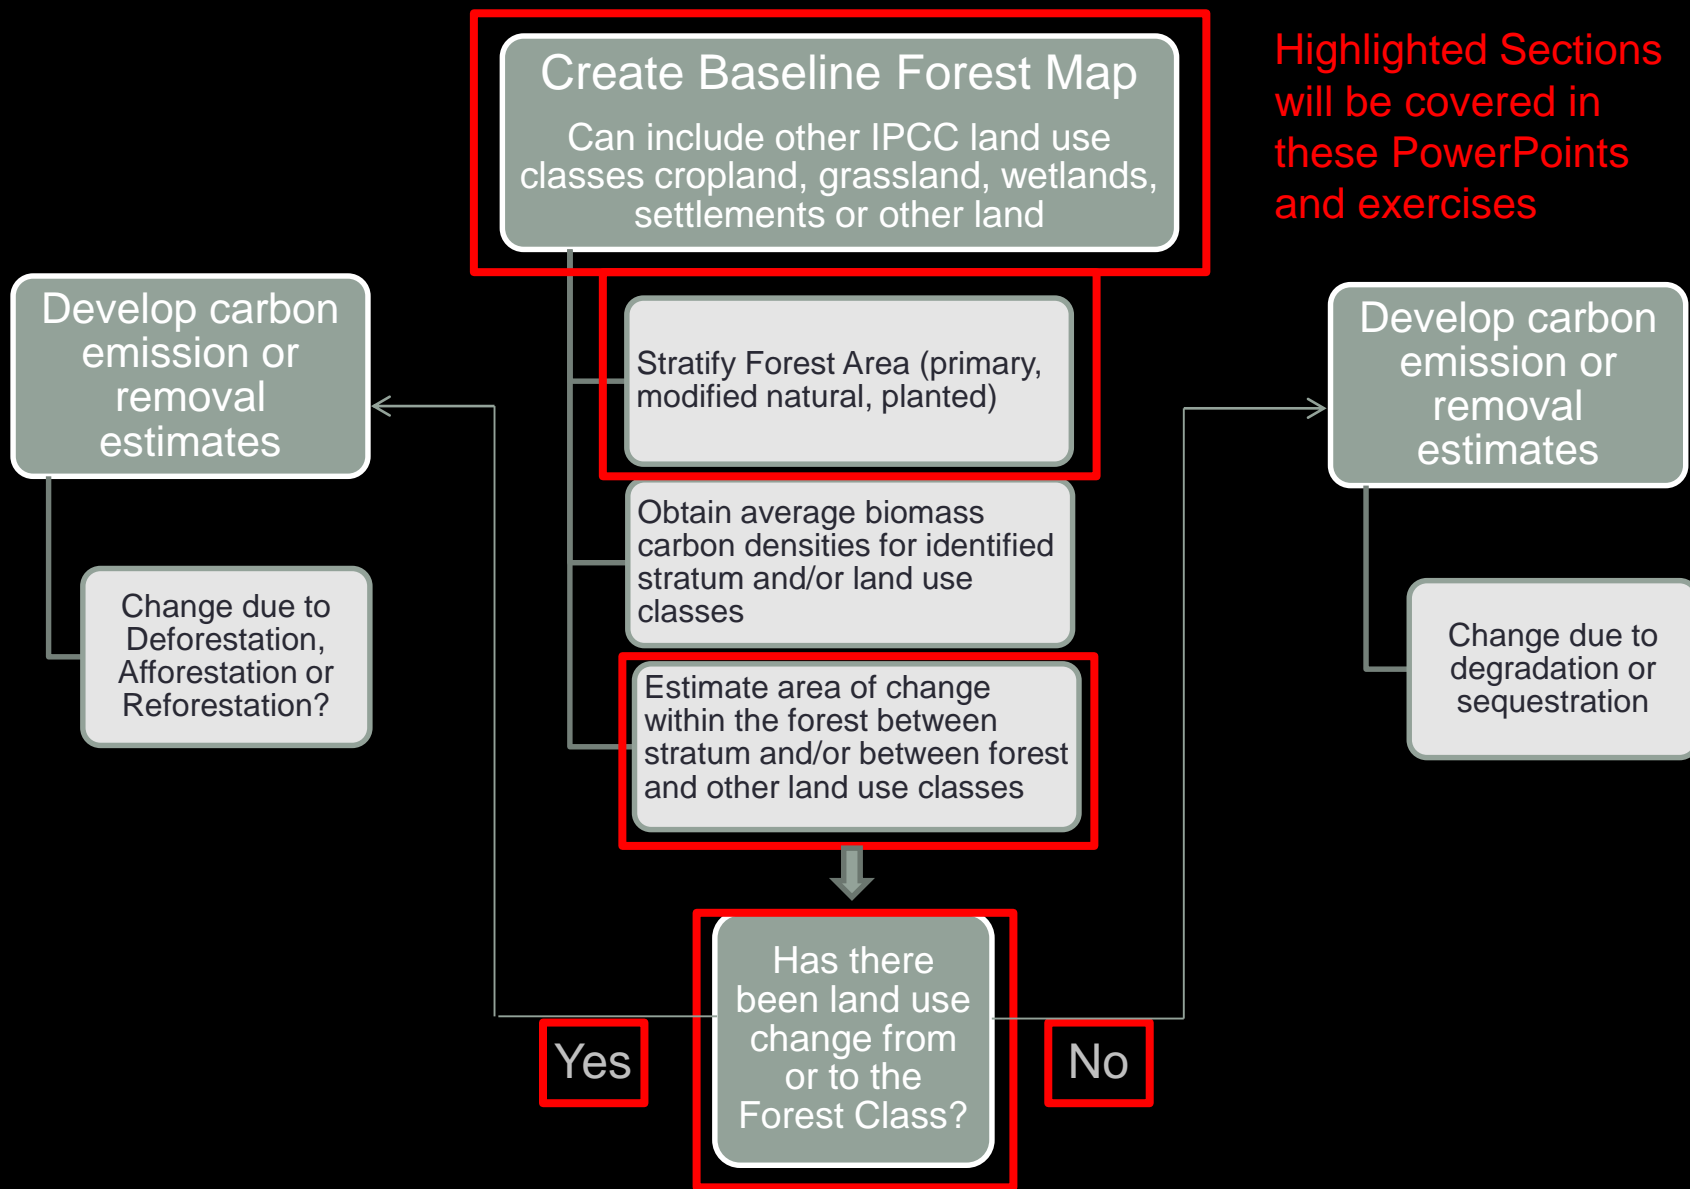 Create Baseline Forest Map
Can include other IPCC land use
classes cropland, grassland, wetlands,
settlements or other land
Highlighted Sections
will be covered in
these PowerPoints
and exercises
Develop carbon
emission or
removal
estimates
Change due to
Deforestation,
Afforestation or
Reforestation?
Stratify Forest Area (primary,
modified natural, planted)
Obtain average biomass
carbon densities for identified
stratum and/or land use
classes
Estimate area of change
within the forest between
stratum and/or between forest
and other land use classes
Develop carbon
emission or
removal
estimates
Change due to
degradation or
sequestration
Yes
Has there
been land use
change from
or to the
Forest Class?
No